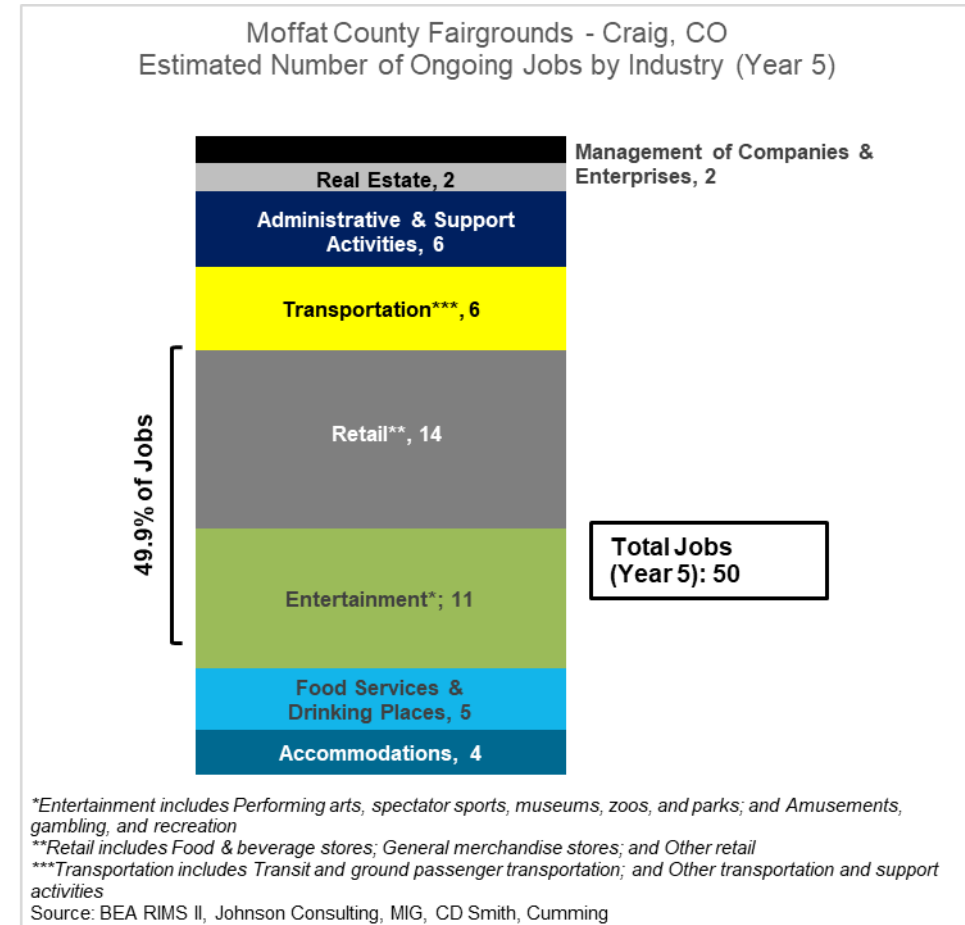 Moffat County Fairgrounds - Craig, CO
Estimated Number of Ongoing Jobs by Industry (Year 5)
Management of Companies &
Enterprises, 2
Real Estate, 2
Administrative & Support
Activities, 6
Transportation***, 6
49.9% of Jobs
Retail**, 14
Total Jobs
(Year 5): 50
Entertainment*; 11
Food Services &
Drinking Places, 5
Accommodations, 4
*Entertainment includes Performing arts, spectator sports, museums, zoos, and parks; and Amusements,
gambling, and recreation
**Retail includes Food & beverage stores; General merchandise stores; and Other retail
***Transportation includes Transit and ground passenger transportation; and Other transportation and support
activities
Source: BEA RIMS II, Johnson Consulting, MIG, CD Smith, Cumming